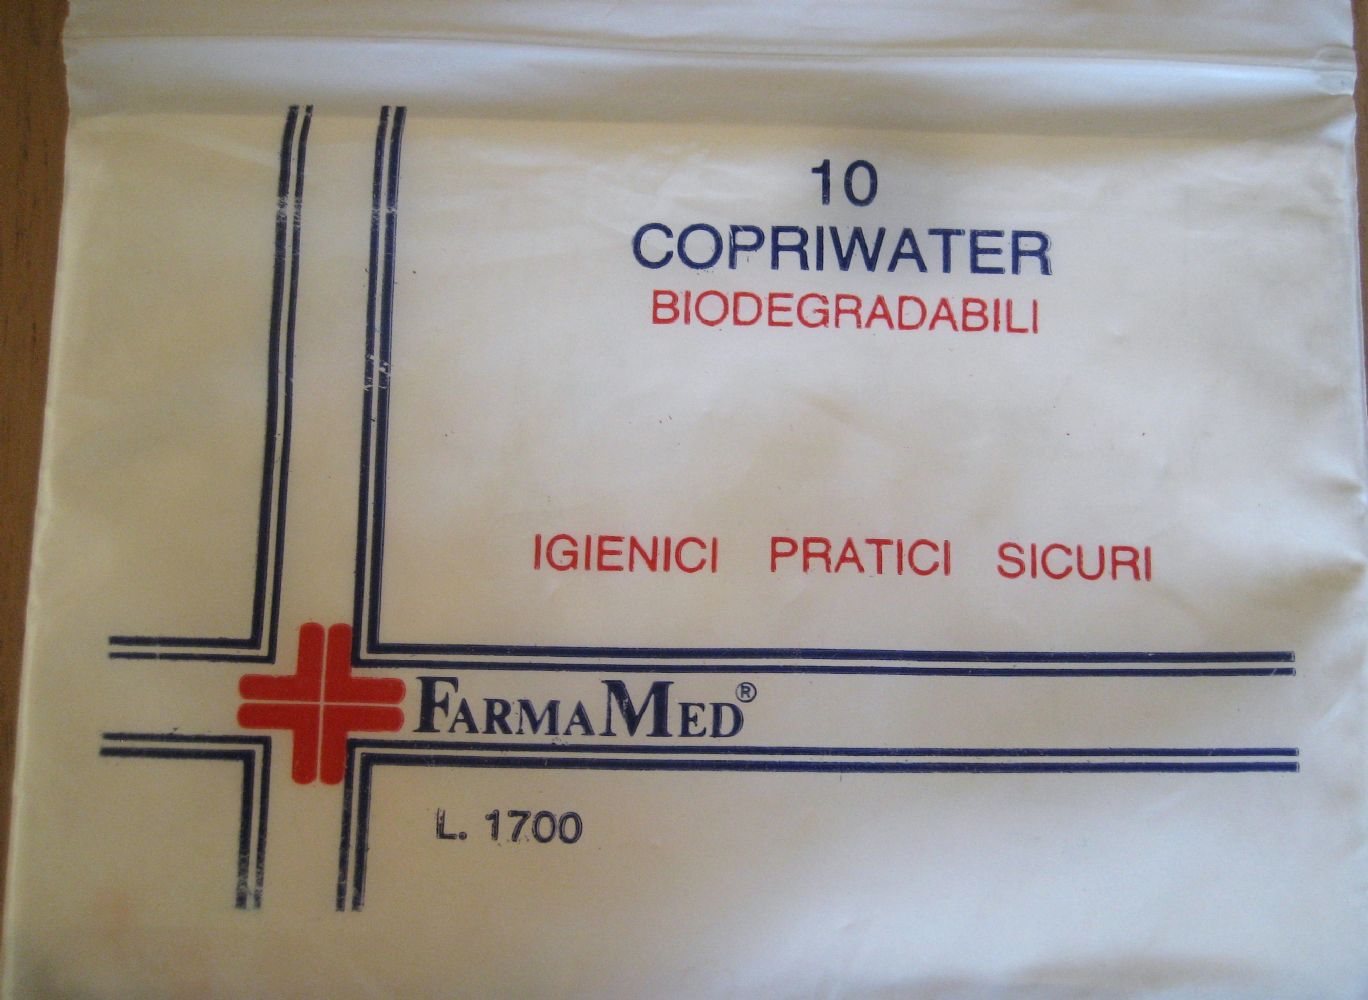 10
COPRIWATER
BIODEGRADABILI
IGIENICI PRATICI SICURI
FARMAMED®
L. 1700